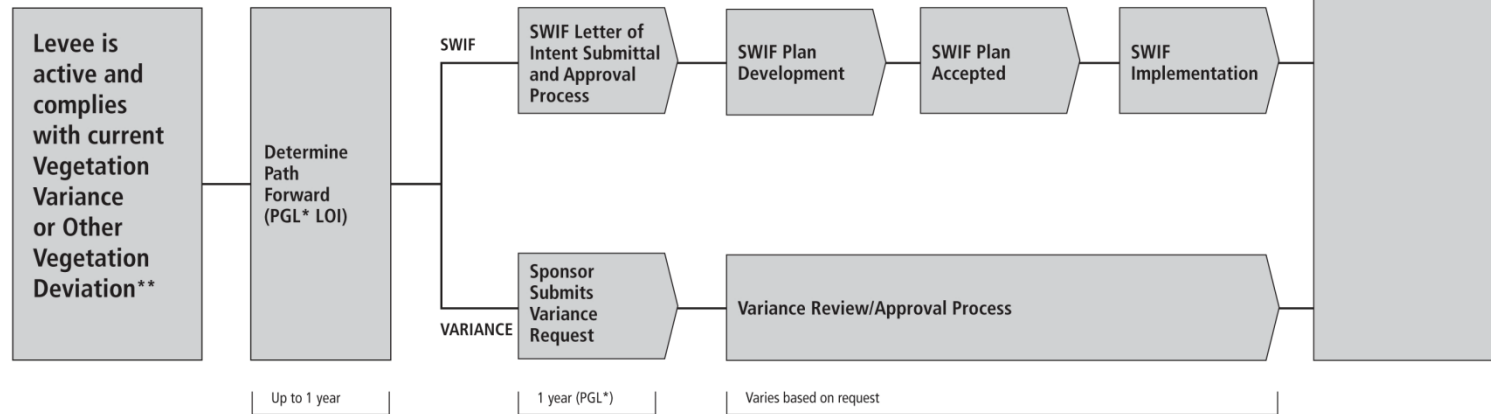 Levee is
active and
complies
with current
Vegetation
Variance
or Other
Vegetation
Deviation**
Determine
Path
Forward
(PGL* LOI)
SWIF
SWIF Letter of
Intent Submittal
and Approval
Process
SWIF Plan
Development
SWIF Plan
Accepted
SWIF
Implementation
VARIANCE
Sponsor
Submits
Variance
Request
Variance Review/Approval Process
Up to 1 year
1 year (PGL*)
Varies based on request